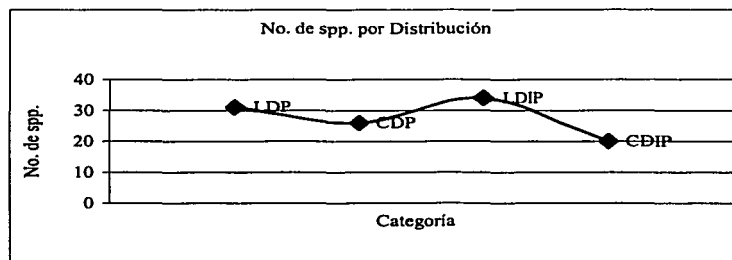 No. de spp. por Distribución
No. de spp.
40
30
20
10
0
LDP
CDP
LDIP
CDIP
Categoría